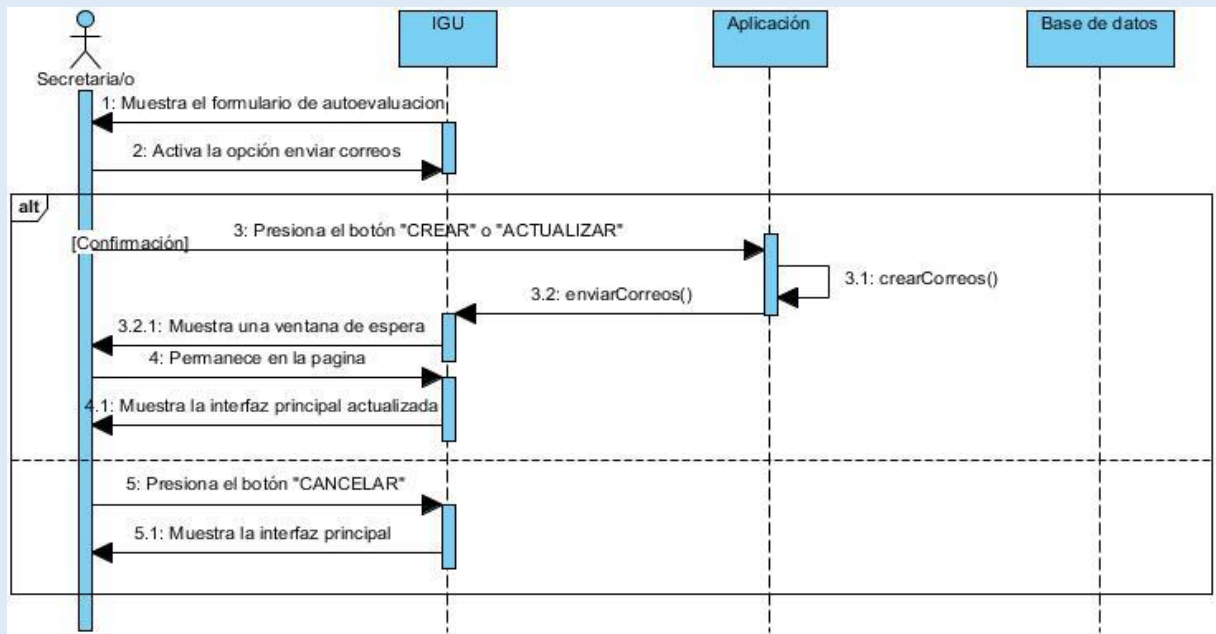 IGU
Aplicación
Base de datos
Secretaria/o
1: Muestra el formulario de autoevaluacion
2: Activa la opción enviar correos
alt
[Confirmación]
3: Presiona el botón "CREAR" o "ACTUALIZAR"
3.1: crearCorreos()
3.2: enviarCorreos()
3.2.1: Muestra una ventana de espera
4: Permanece en la pagina
4.1: Muestra la interfaz principal actualizada
5: Presiona el botón "CANCELAR"
5.1: Muestra la interfaz principal